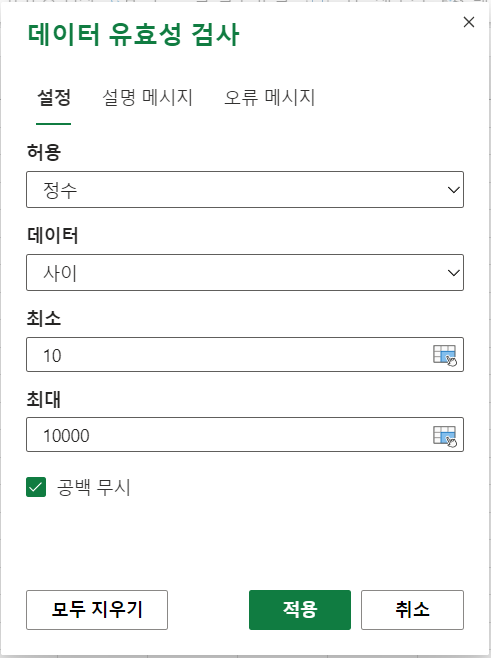 데이터 유효성 검사
설정 설명 메시지 오류 메시지
허용
정수
데이터
사이
최소
10
최대
10000
공백 무시
모두 지우기 적용 취소